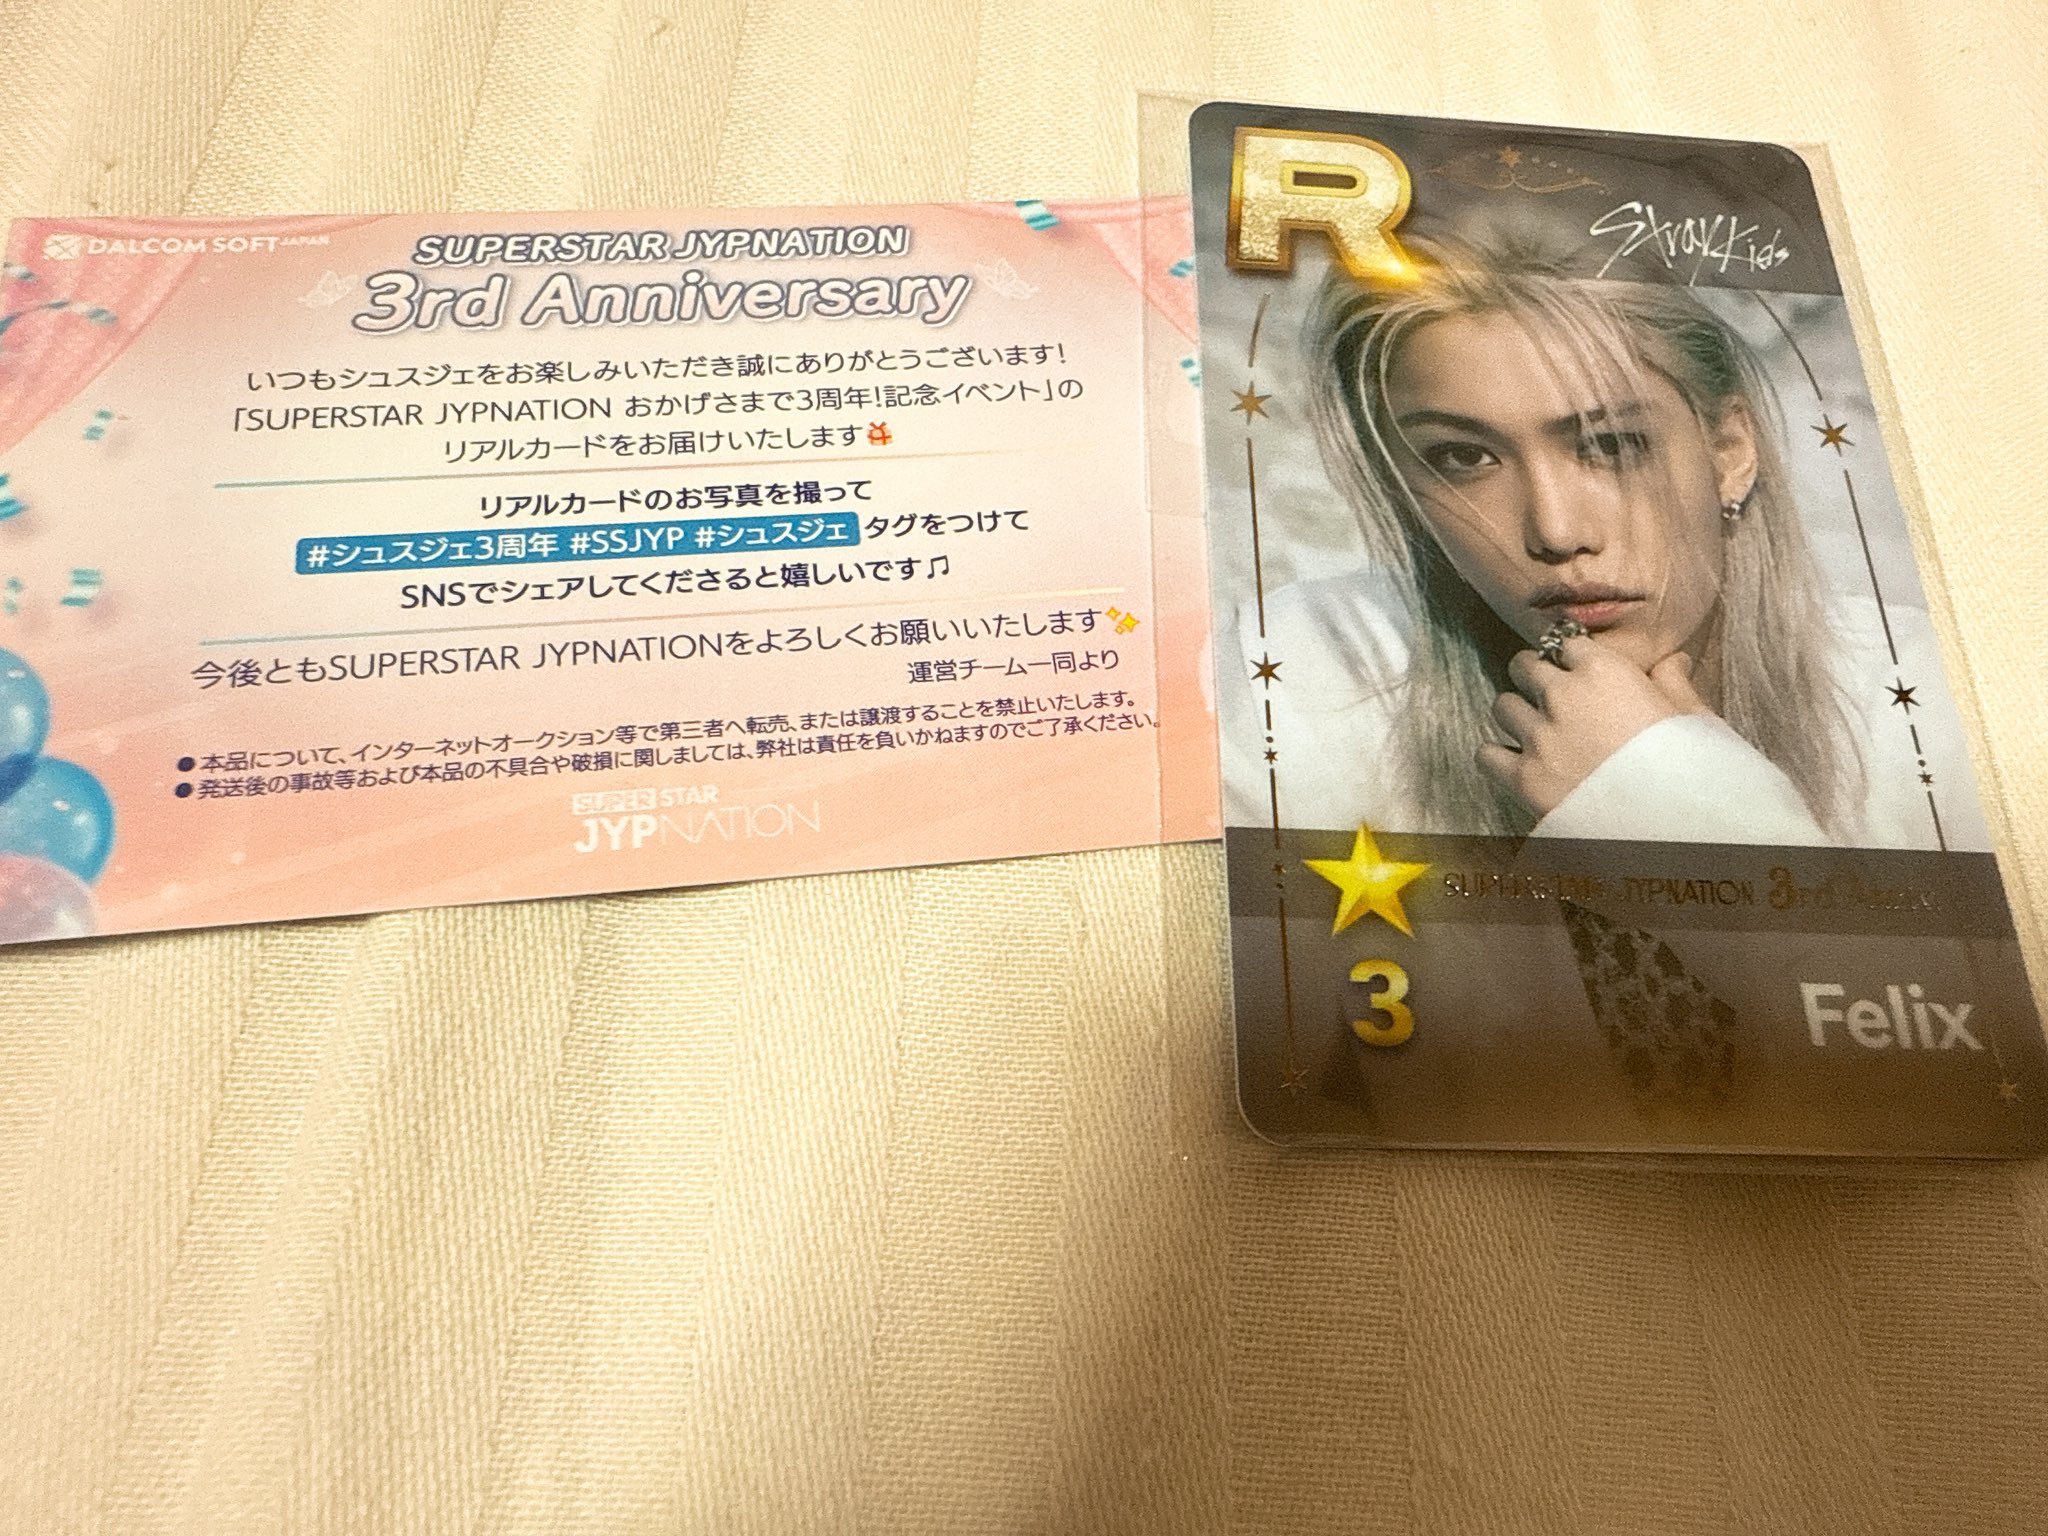 DALCOM SOFT JAPAN
SUPERSTAR JYPNATION
3rd Anniversary
いつもシュスジェをお楽しみいただき誠にありがとうございます!
「SUPERSTAR JYPNATION おかげさまで3周年!記念イベント」の
リアルカードをお届けいたします🎁
リアルカードのお写真を撮って
#シュスジェ3周年 #SSJYP #シュスジェ タグをつけて
SNSでシェアしてくださると嬉しいです♫
今後ともSUPERSTAR JYPNATIONをよろしくお願いいたします✨
運営チーム一同より
●本品について、インターネットオークション等で第三者へ転売、または譲渡することを禁止いたします。
●発送後の事故等および本品の不具合や破損に関しましては、弊社は責任を負いかねますのでご了承ください。
SUPER STAR
JYPNATION
R
Stray Kids
SUPERSTAR JYPNATION 3rd
3
Felix